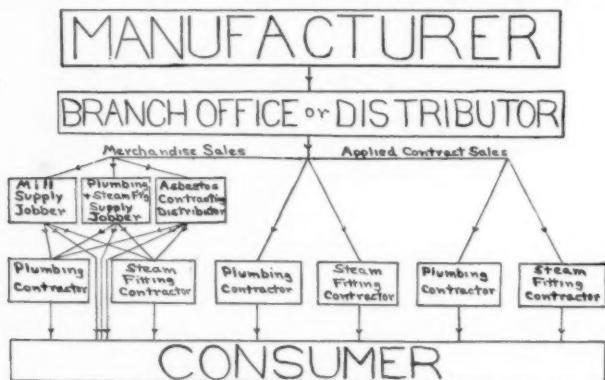 MANUFACTURER
BRANCH OFFICE or DISTRIBUTOR
Merchandise Sales
Applied Contract Sales
Mill
Supply
Jobber
Plumbing
+ Steam Ftg
Supply
Jobber
Asbestos
Contracting
Distributor
Plumbing
Contractor
Steam
Fitting
Contractor
Plumbing
Contractor
Steam
Fitting
Contractor
Plumbing
Contractor
Steam
Fitting
Contractor
CONSUMER